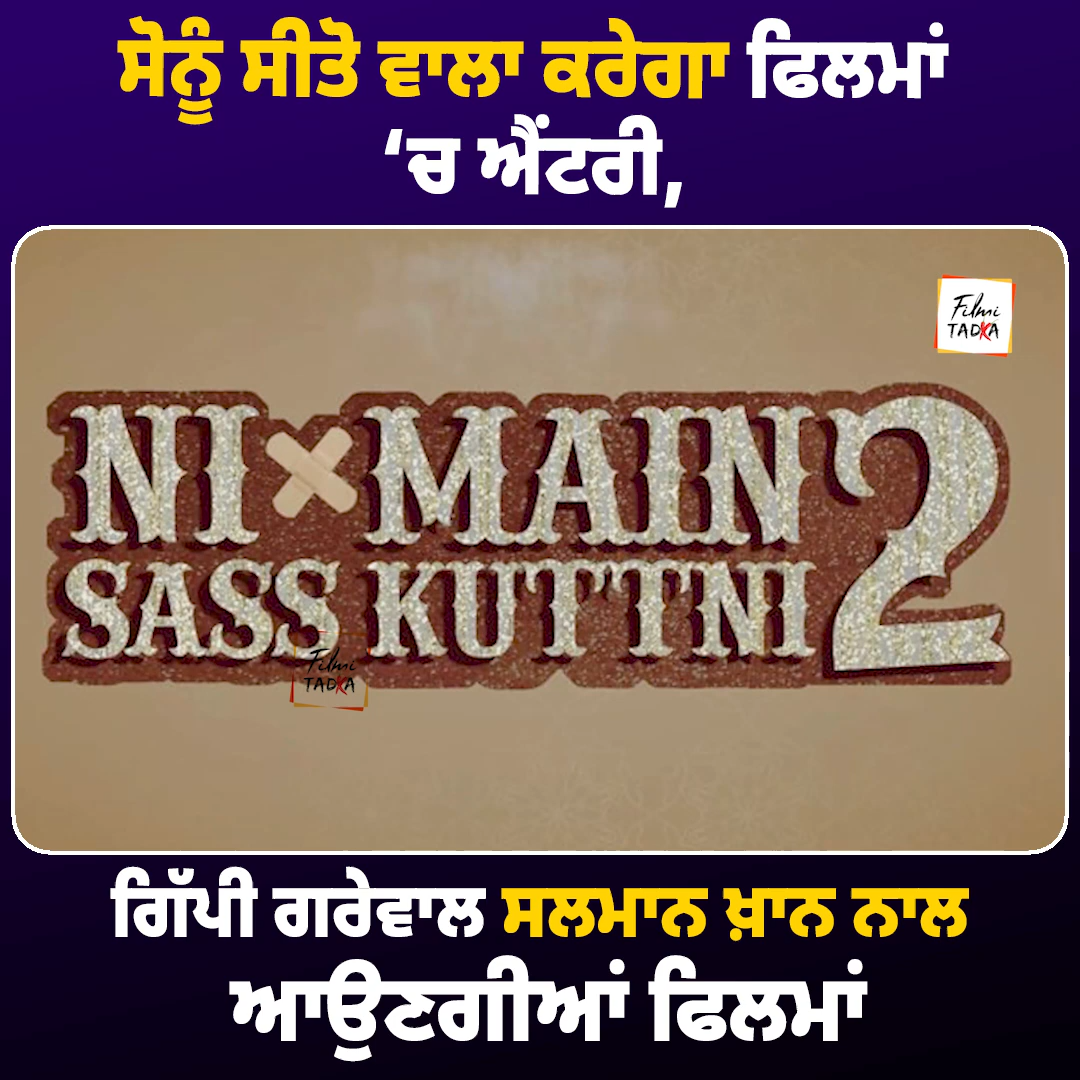 ਸੋਨੂੰ ਸੀਤੋ ਵਾਲਾ ਕਰੇਗਾ ਫਿਲਮਾਂ
‘ਚ ਐਂਟਰੀ,
Filmi
TADKA
NI MAIN 2
SASS KUTTNI
Filmi
TADKA
ਗਿੱਪੀ ਗਰੇਵਾਲ ਸਲਮਾਨ ਖ਼ਾਨ ਨਾਲ
ਆਉਣਗੀਆਂ ਫਿਲਮਾਂ